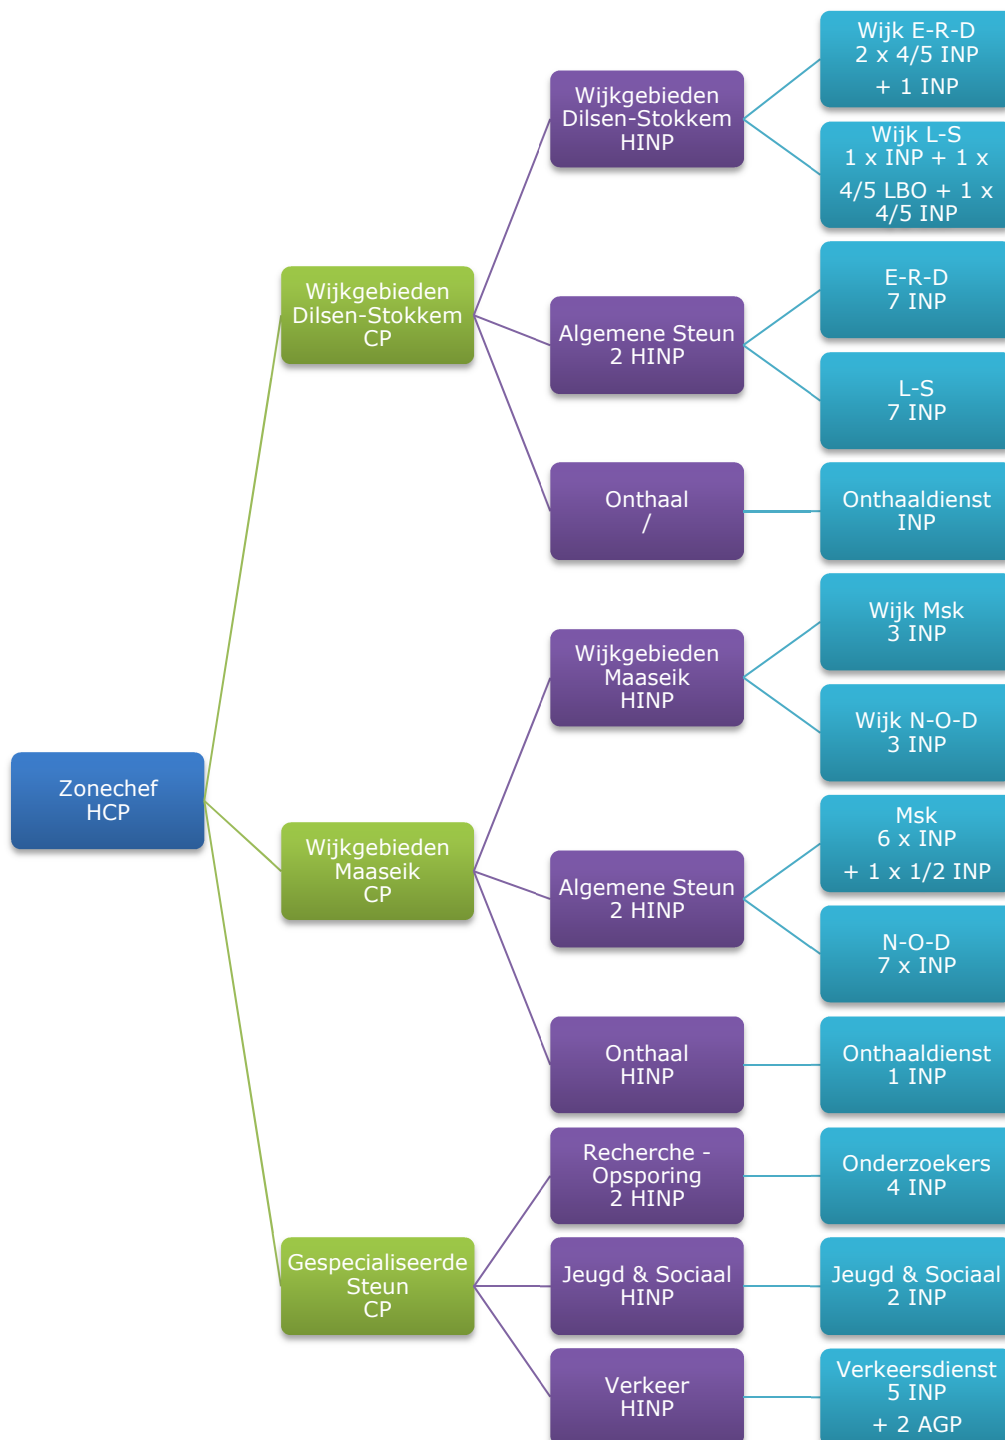 Zonechef
HCP
Wijkgebieden
Dilsen-Stokkem
CP
Wijkgebieden
Dilsen-Stokkem
HINP
Wijk E-R-D
2 x 4/5 INP
+ 1 INP
Wijk L-S
1 x INP + 1 x
4/5 LBO + 1 x
4/5 INP
Algemene Steun
2 HINP
E-R-D
7 INP
L-S
7 INP
Onthaal
/
Onthaaldienst
INP
Wijkgebieden
Maaseik
CP
Wijkgebieden
Maaseik
HINP
Wijk Msk
3 INP
Wijk N-O-D
3 INP
Algemene Steun
2 HINP
Msk
6 x INP
+ 1 x 1/2 INP
N-O-D
7 x INP
Onthaal
HINP
Onthaaldienst
1 INP
Gespecialiseerde
Steun
CP
Recherche -
Opsporing
2 HINP
Onderzoekers
4 INP
Jeugd & Sociaal
HINP
Jeugd & Sociaal
2 INP
Verkeer
HINP
Verkeersdienst
5 INP
+ 2 AGP